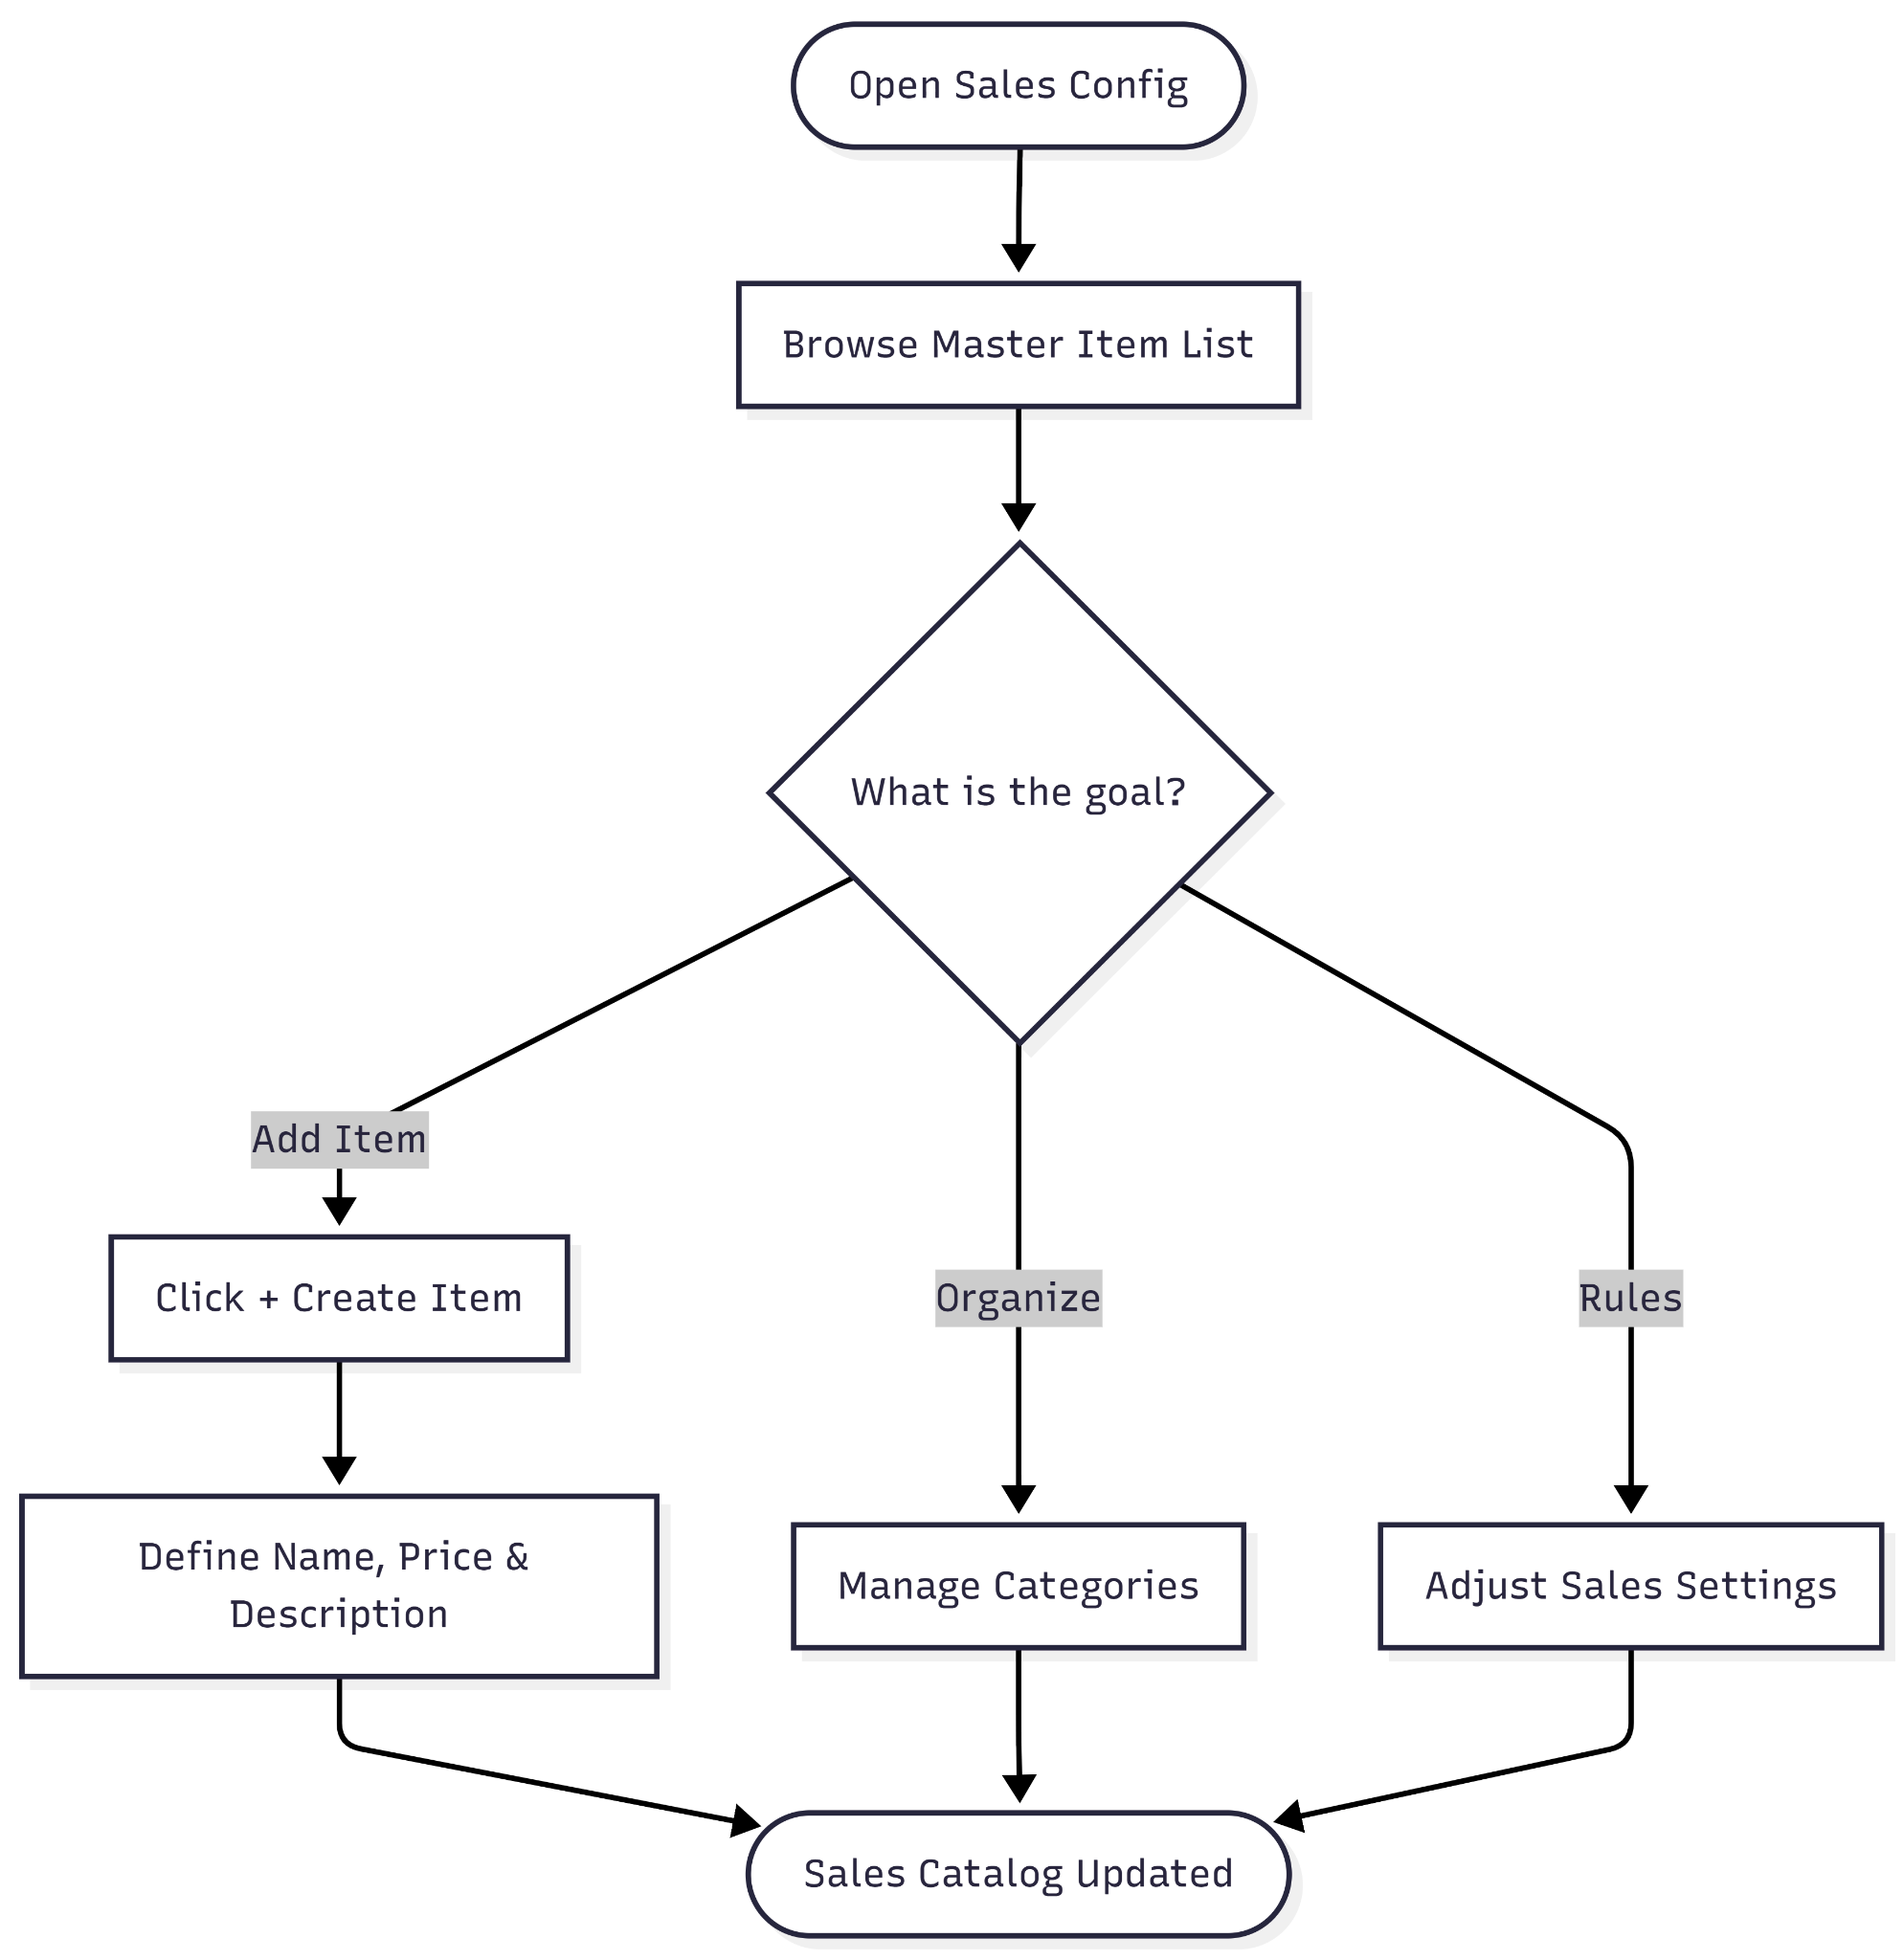 Open Sales Config
Browse Master Item List
What is the goal?
Add Item
Click + Create Item
Organize
Rules
Define Name, Price &
Description
Manage Categories
Adjust Sales Settings
Sales Catalog Updated